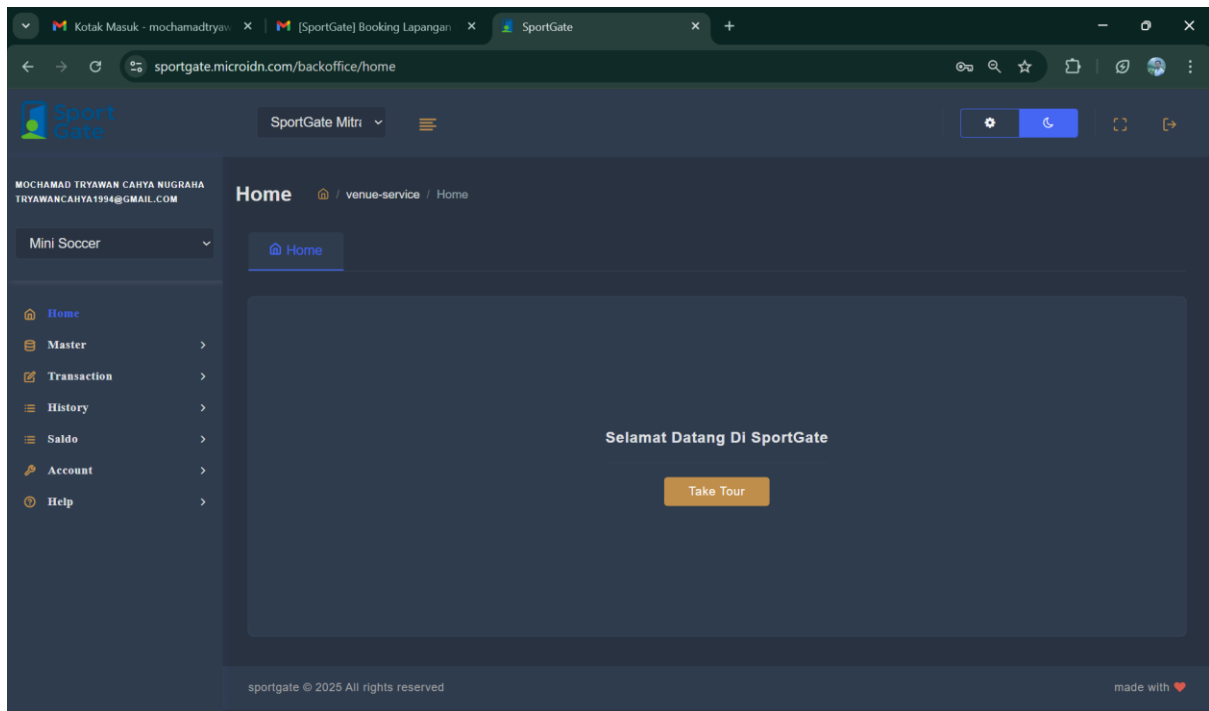 Kotak Masuk - mochamadtryaw
[SportGate] Booking Lapangan
SportGate
sportgate.microidn.com/backoffice/home
Sport
Gate
SportGate Mitra
MOCHAMAD TRYAWAN CAHYA NUGRAHA
TRYAWANCAHYA1994@GMAIL.COM
Mini Soccer
Home
Master
Transaction
History
Saldo
Account
Help
Home / venue-service / Home
Home
Selamat Datang Di SportGate
Take Tour
sportgate © 2025 All rights reserved
made with